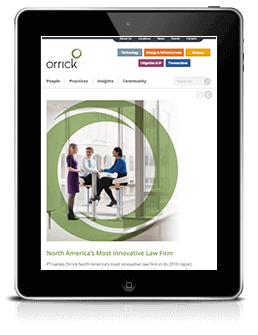 About Us Locations News Events Careers
orrick
Technology Energy & Infrastructure Finance
Litigation & IP Transactions
People Practices Insights Community
North America's Most Innovative Law Firm
FT names Orrick North America's most innovative law firm in its 2016 report,